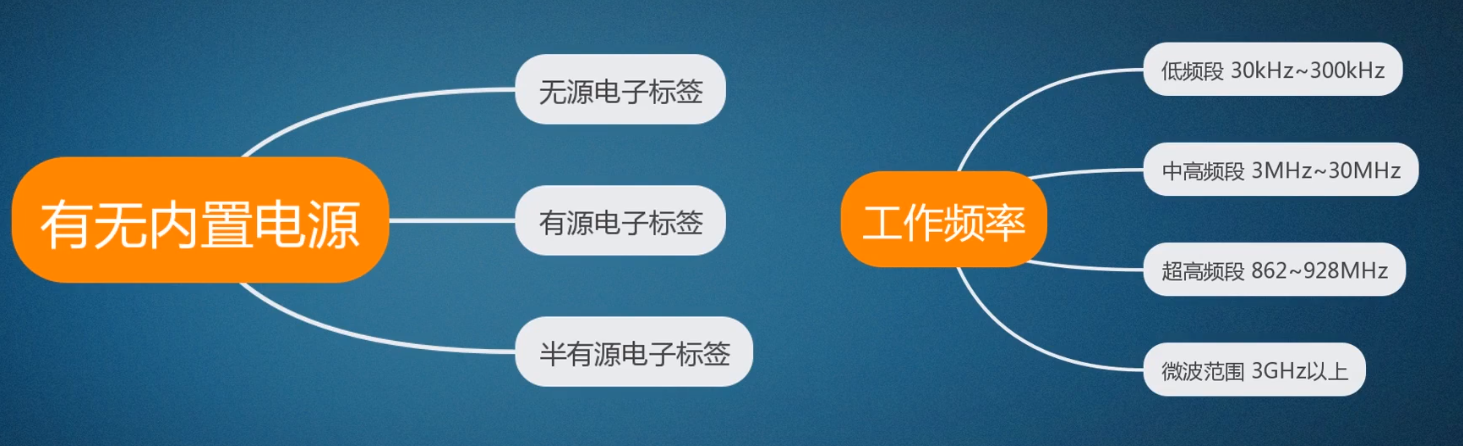 有无内置电源
无源电子标签
有源电子标签
半有源电子标签
工作频率
低频段 30kHz~300kHz
中高频段 3MHz~30MHz
超高频段 862~928MHz
微波范围 3GHz以上